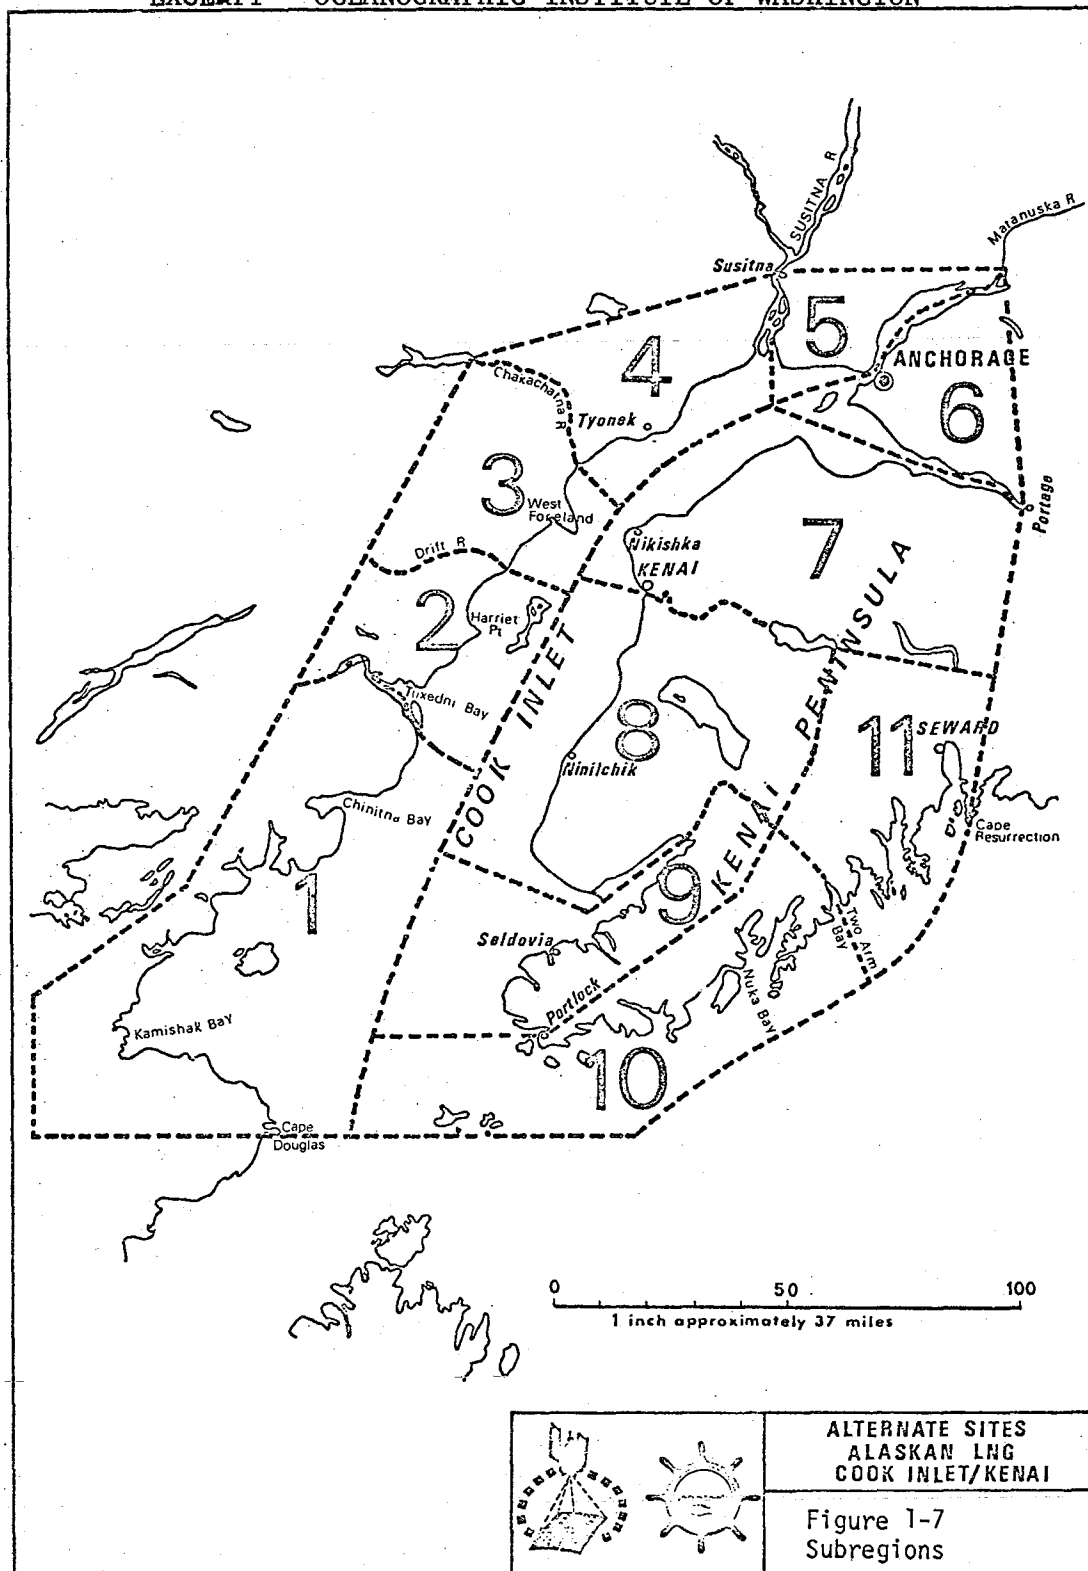 OCEANOGRAPHIC INSTITUTE OF WASHINGTON
SUSITNA R
Matanuska R
Susitna
5
4
ANCHORAGE
Chakachatna R
6
Tyonek
3
West
Foreland
Portage
Nikishka
7
Drift R
KENAI
2
Harriet
Pt
COOK INLET
KENAI PENINSULA
Tuxedni Bay
8
11
SEWARD
Ninilchik
Chinitna Bay
Cape
Resurrection
1
9
Two Arm
Bay
Seldovia
Nuka Bay
Portlock
Kamishak Bay
10
Cape
Douglas
0 50 100
1 inch approximately 37 miles
ALTERNATE SITES
ALASKAN LNG
COOK INLET/KENAI
Figure 1-7
Subregions